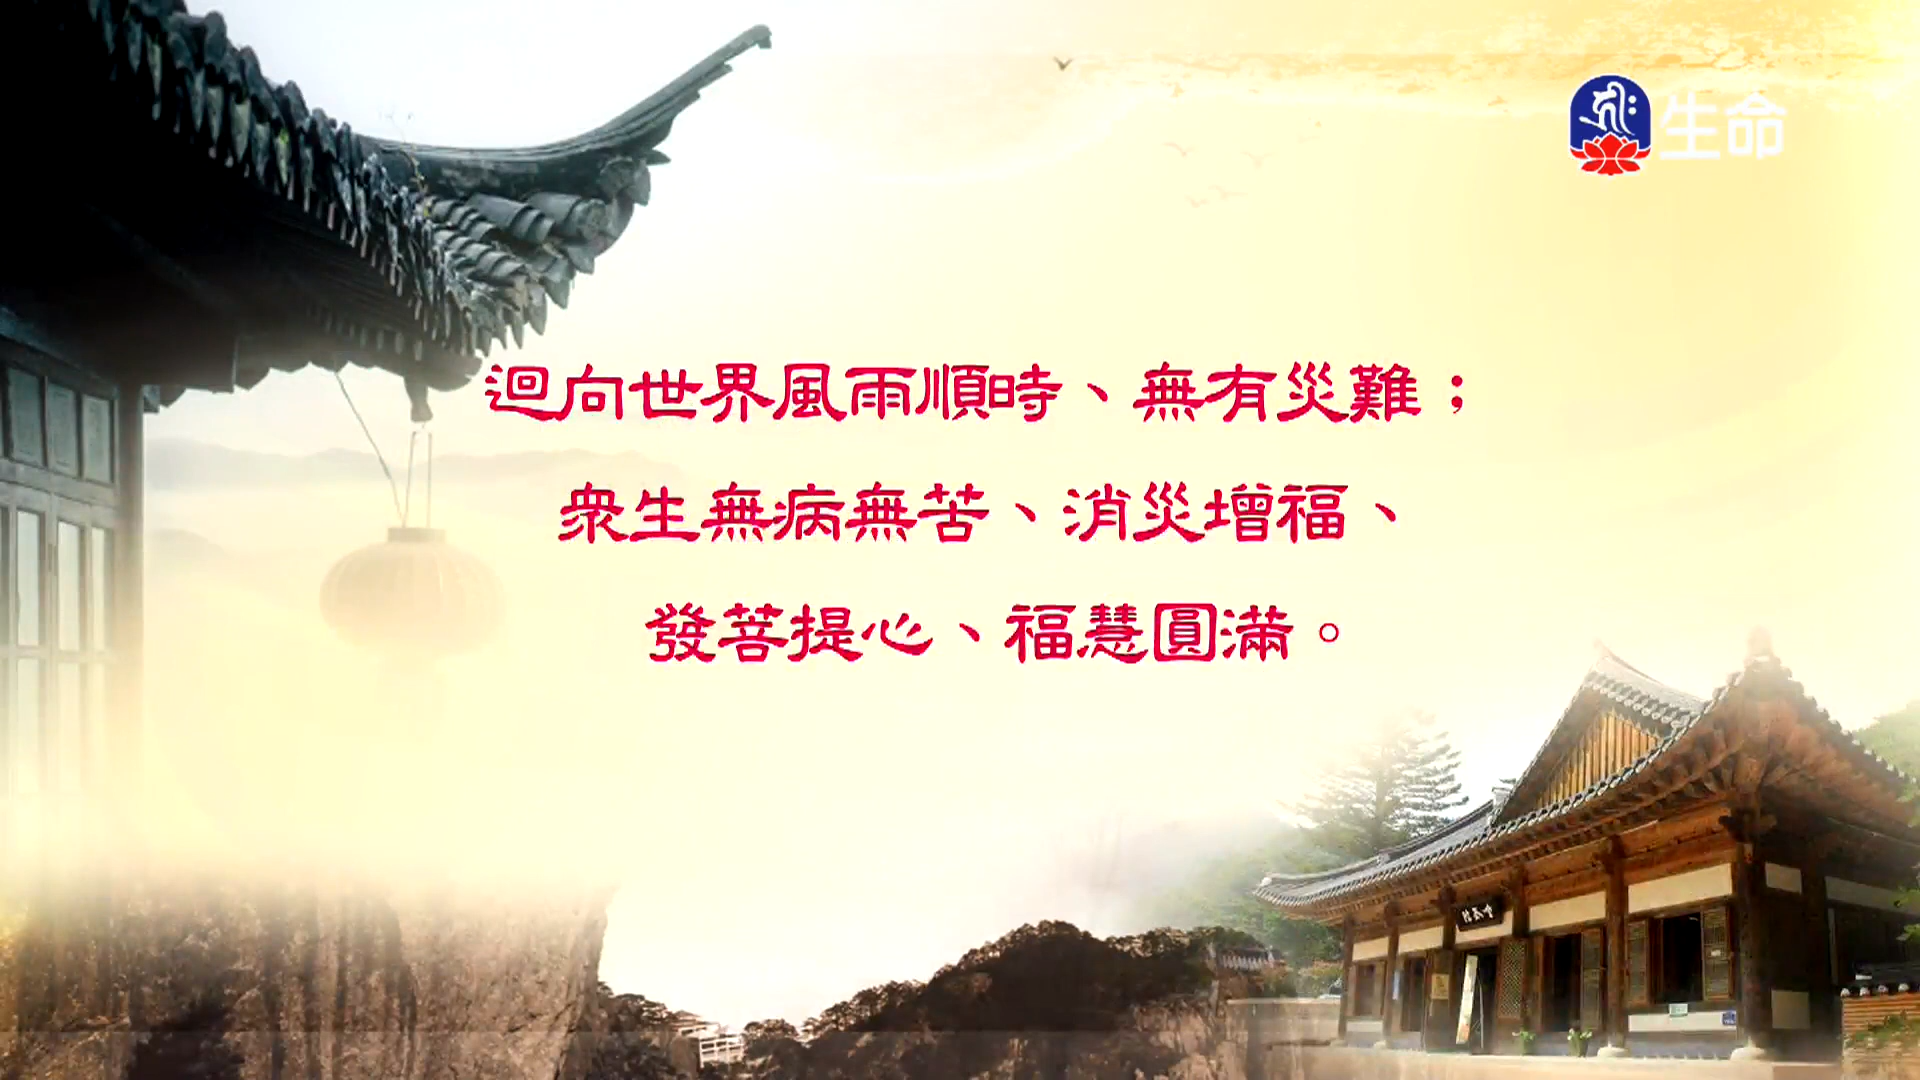 生命
迴向世界風雨順時、無有災難；
衆生無病無苦、消災增福、
發菩提心、福慧圓滿。